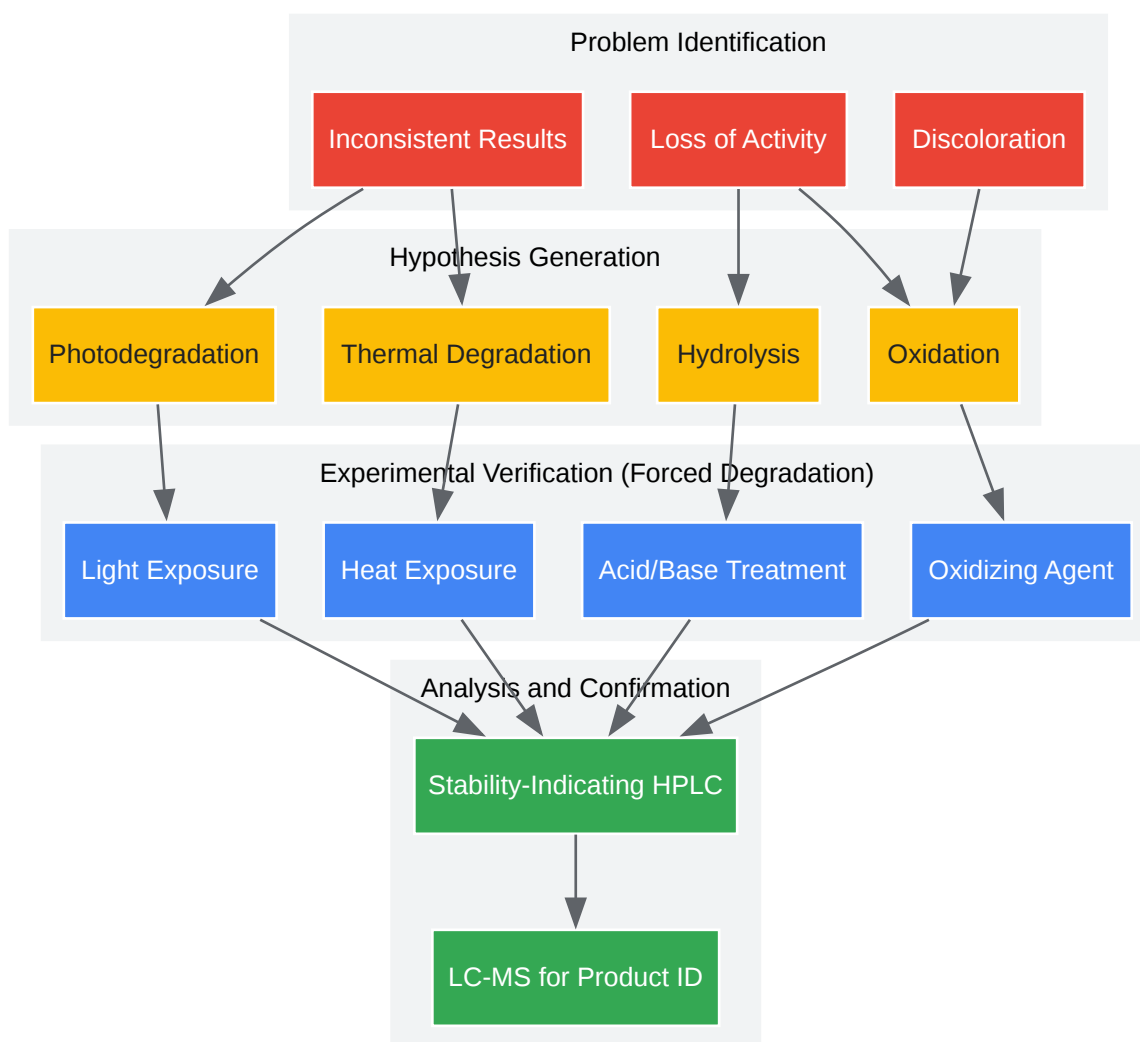 Problem Identification
Inconsistent Results
Loss of Activity
Discoloration
Hypothesis Generation
Photodegradation
Thermal Degradation
Hydrolysis
Oxidation
Experimental Verification (Forced Degradation)
Light Exposure
Heat Exposure
Acid/Base Treatment
Oxidizing Agent
Analysis and Confirmation
Stability-Indicating HPLC
LC-MS for Product ID